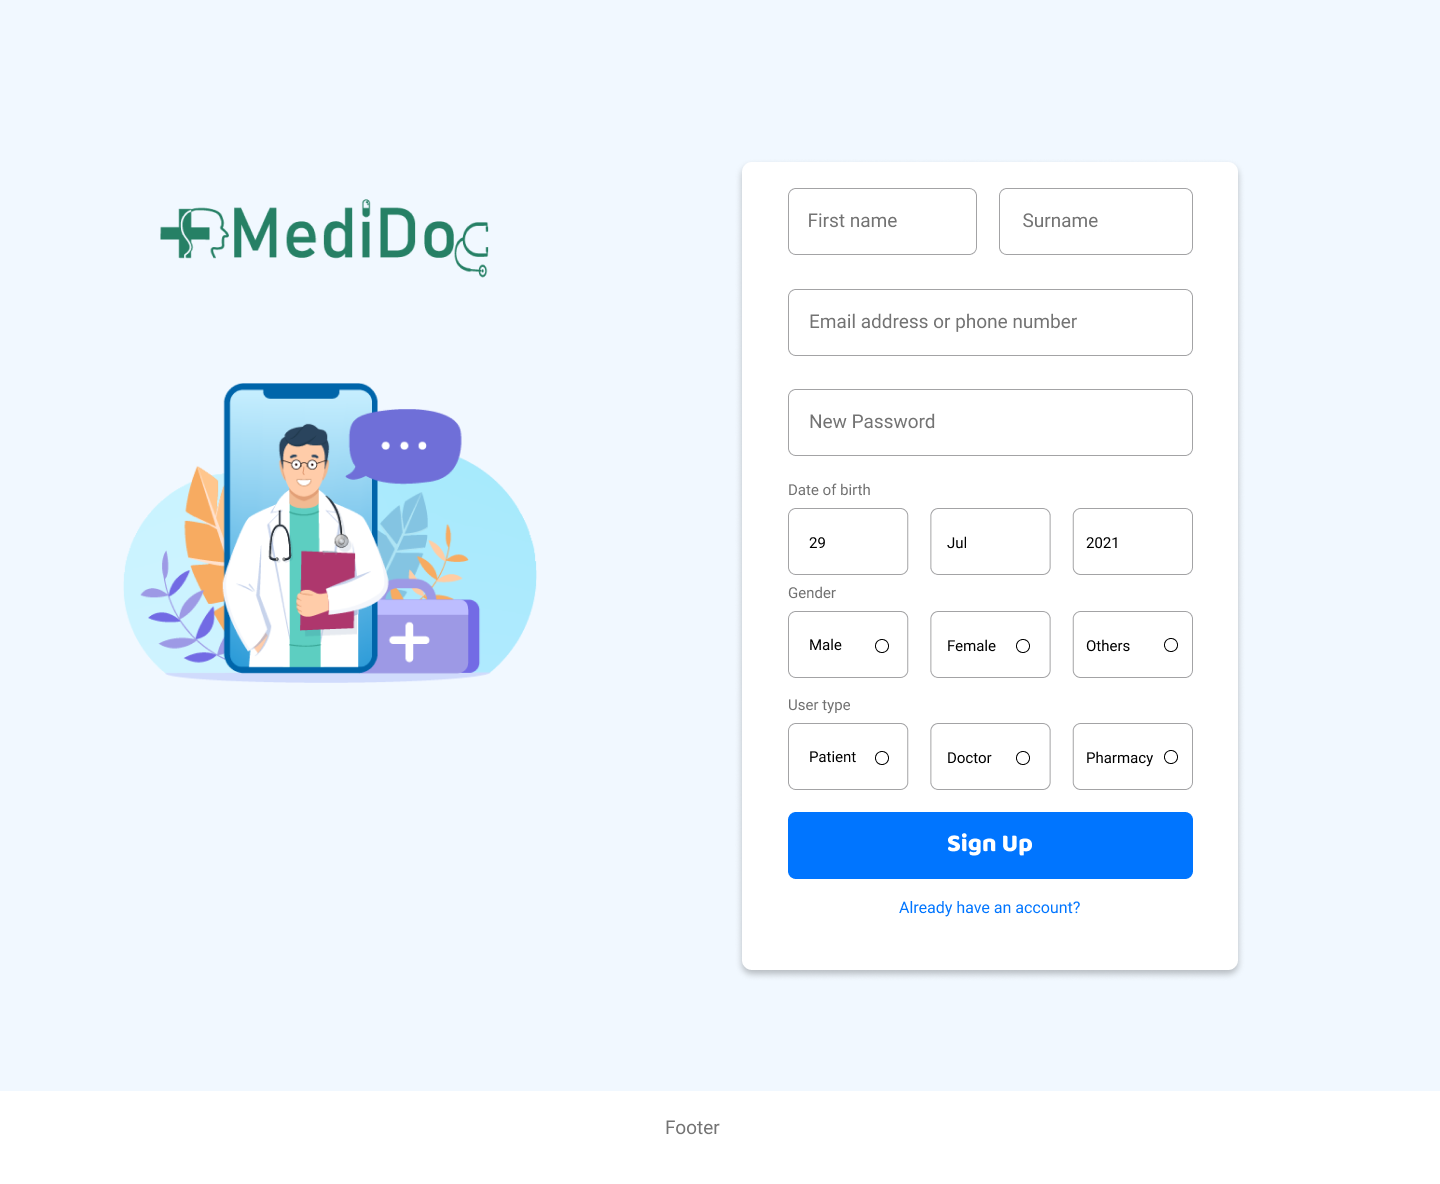 MediDoc
First name Surname
Email address or phone number
New Password
Date of birth
29 Jul 2021
Gender
Male Female Others
User type
Patient Doctor Pharmacy
Sign Up
Already have an account?
Footer